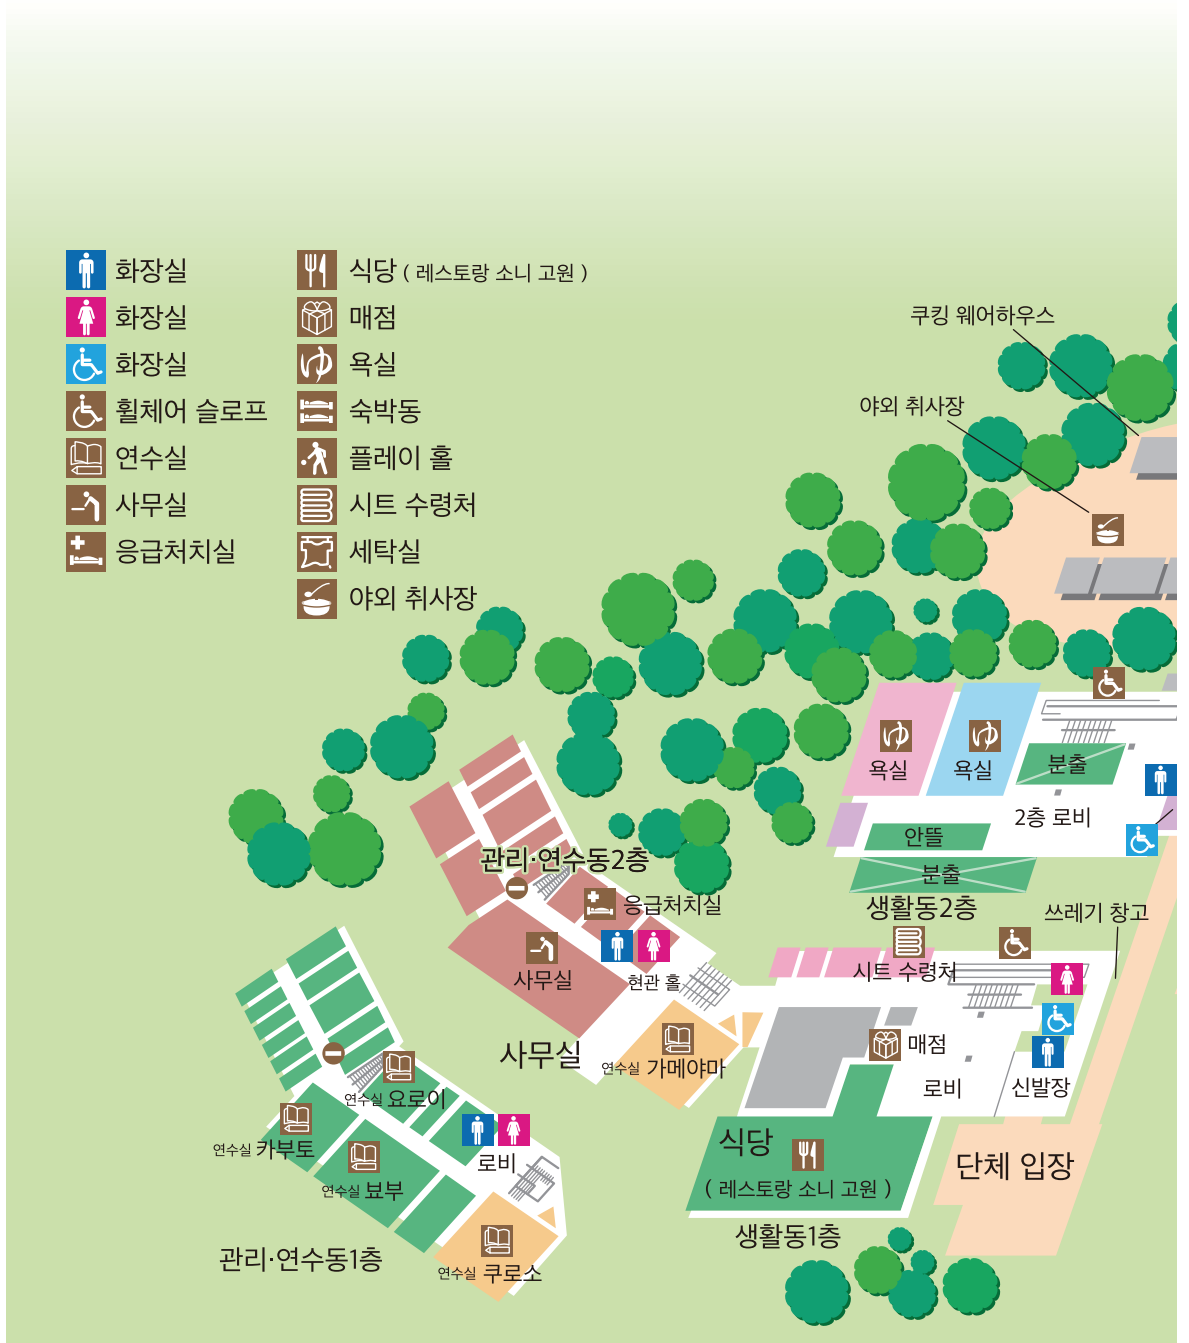 화장실
화장실
화장실
휠체어 슬로프
연수실
사무실
응급처치실
식당 ( 레스토랑 소니 고원 )
매점
욕실
숙박동
플레이 홀
시트 수령처
세탁실
야외 취사장
쿠킹 웨어하우스
야외 취사장
ゆ
욕실
ゆ
욕실
분출
2층 로비
안뜰
분출
생활동2층
쓰레기 창고
관리·연수동2층
응급처치실
사무실
현관 홀
사무실
연수실 가메야마
시트 수령처
매점
로비
신발장
식당
( 레스토랑 소니 고원 )
생활동1층
단체 입장
연수실 요로이
연수실 카부토
연수실 뵤부
로비
연수실 쿠로소
관리·연수동1층